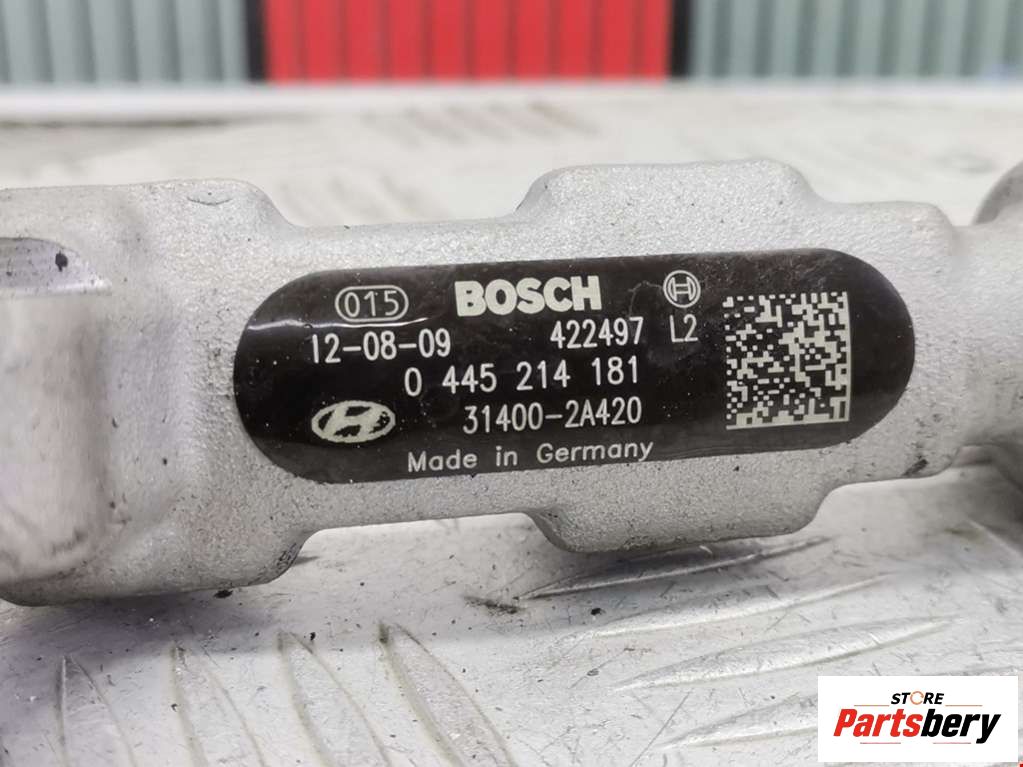 015 BOSCH
12-08-09 422497 L2
0 445 214 181
31400-2A420
Made in Germany
STORE
Partsbery